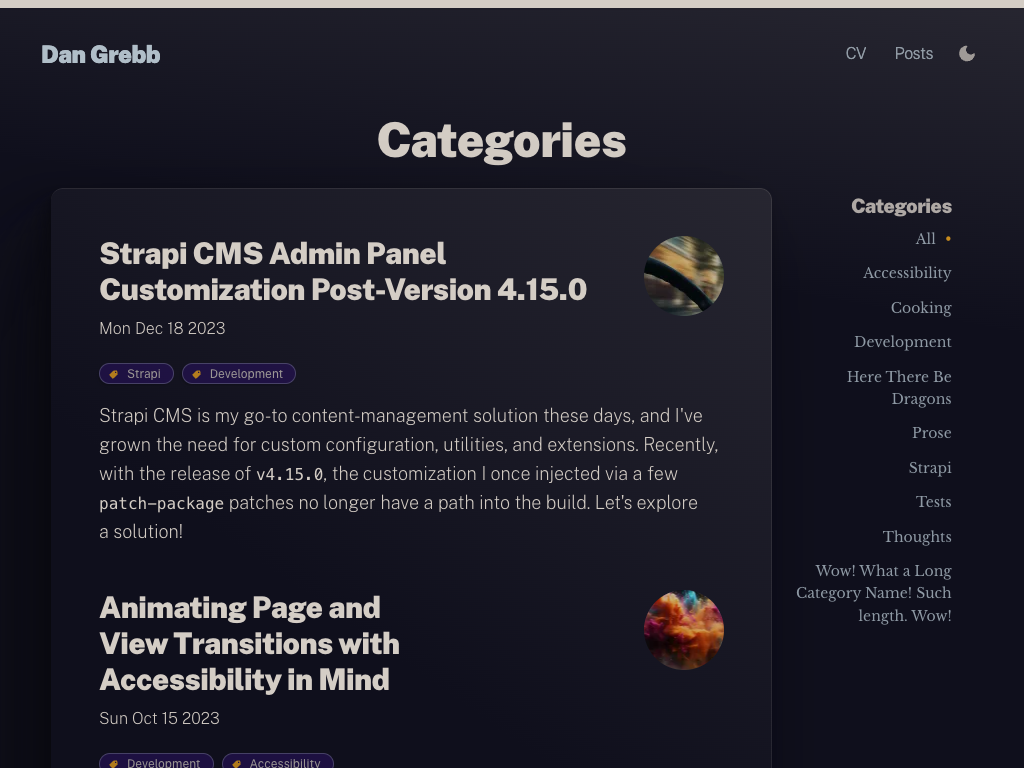 Dan Grebb
CV
Posts
Categories
Strapi CMS Admin Panel
Customization Post-Version 4.15.0
Mon Dec 18 2023
Strapi
Development
Strapi CMS is my go-to content-management solution these days, and I've
grown the need for custom configuration, utilities, and extensions. Recently,
with the release of v4.15.0, the customization I once injected via a few
patch-package patches no longer have a path into the build. Let's explore
a solution!
Animating Page and
View Transitions with
Accessibility in Mind
Sun Oct 15 2023
Development
Accessibility
Categories
All
Accessibility
Cooking
Development
Here There Be
Dragons
Prose
Strapi
Tests
Thoughts
Wow! What a Long
Category Name! Such
length. Wow!